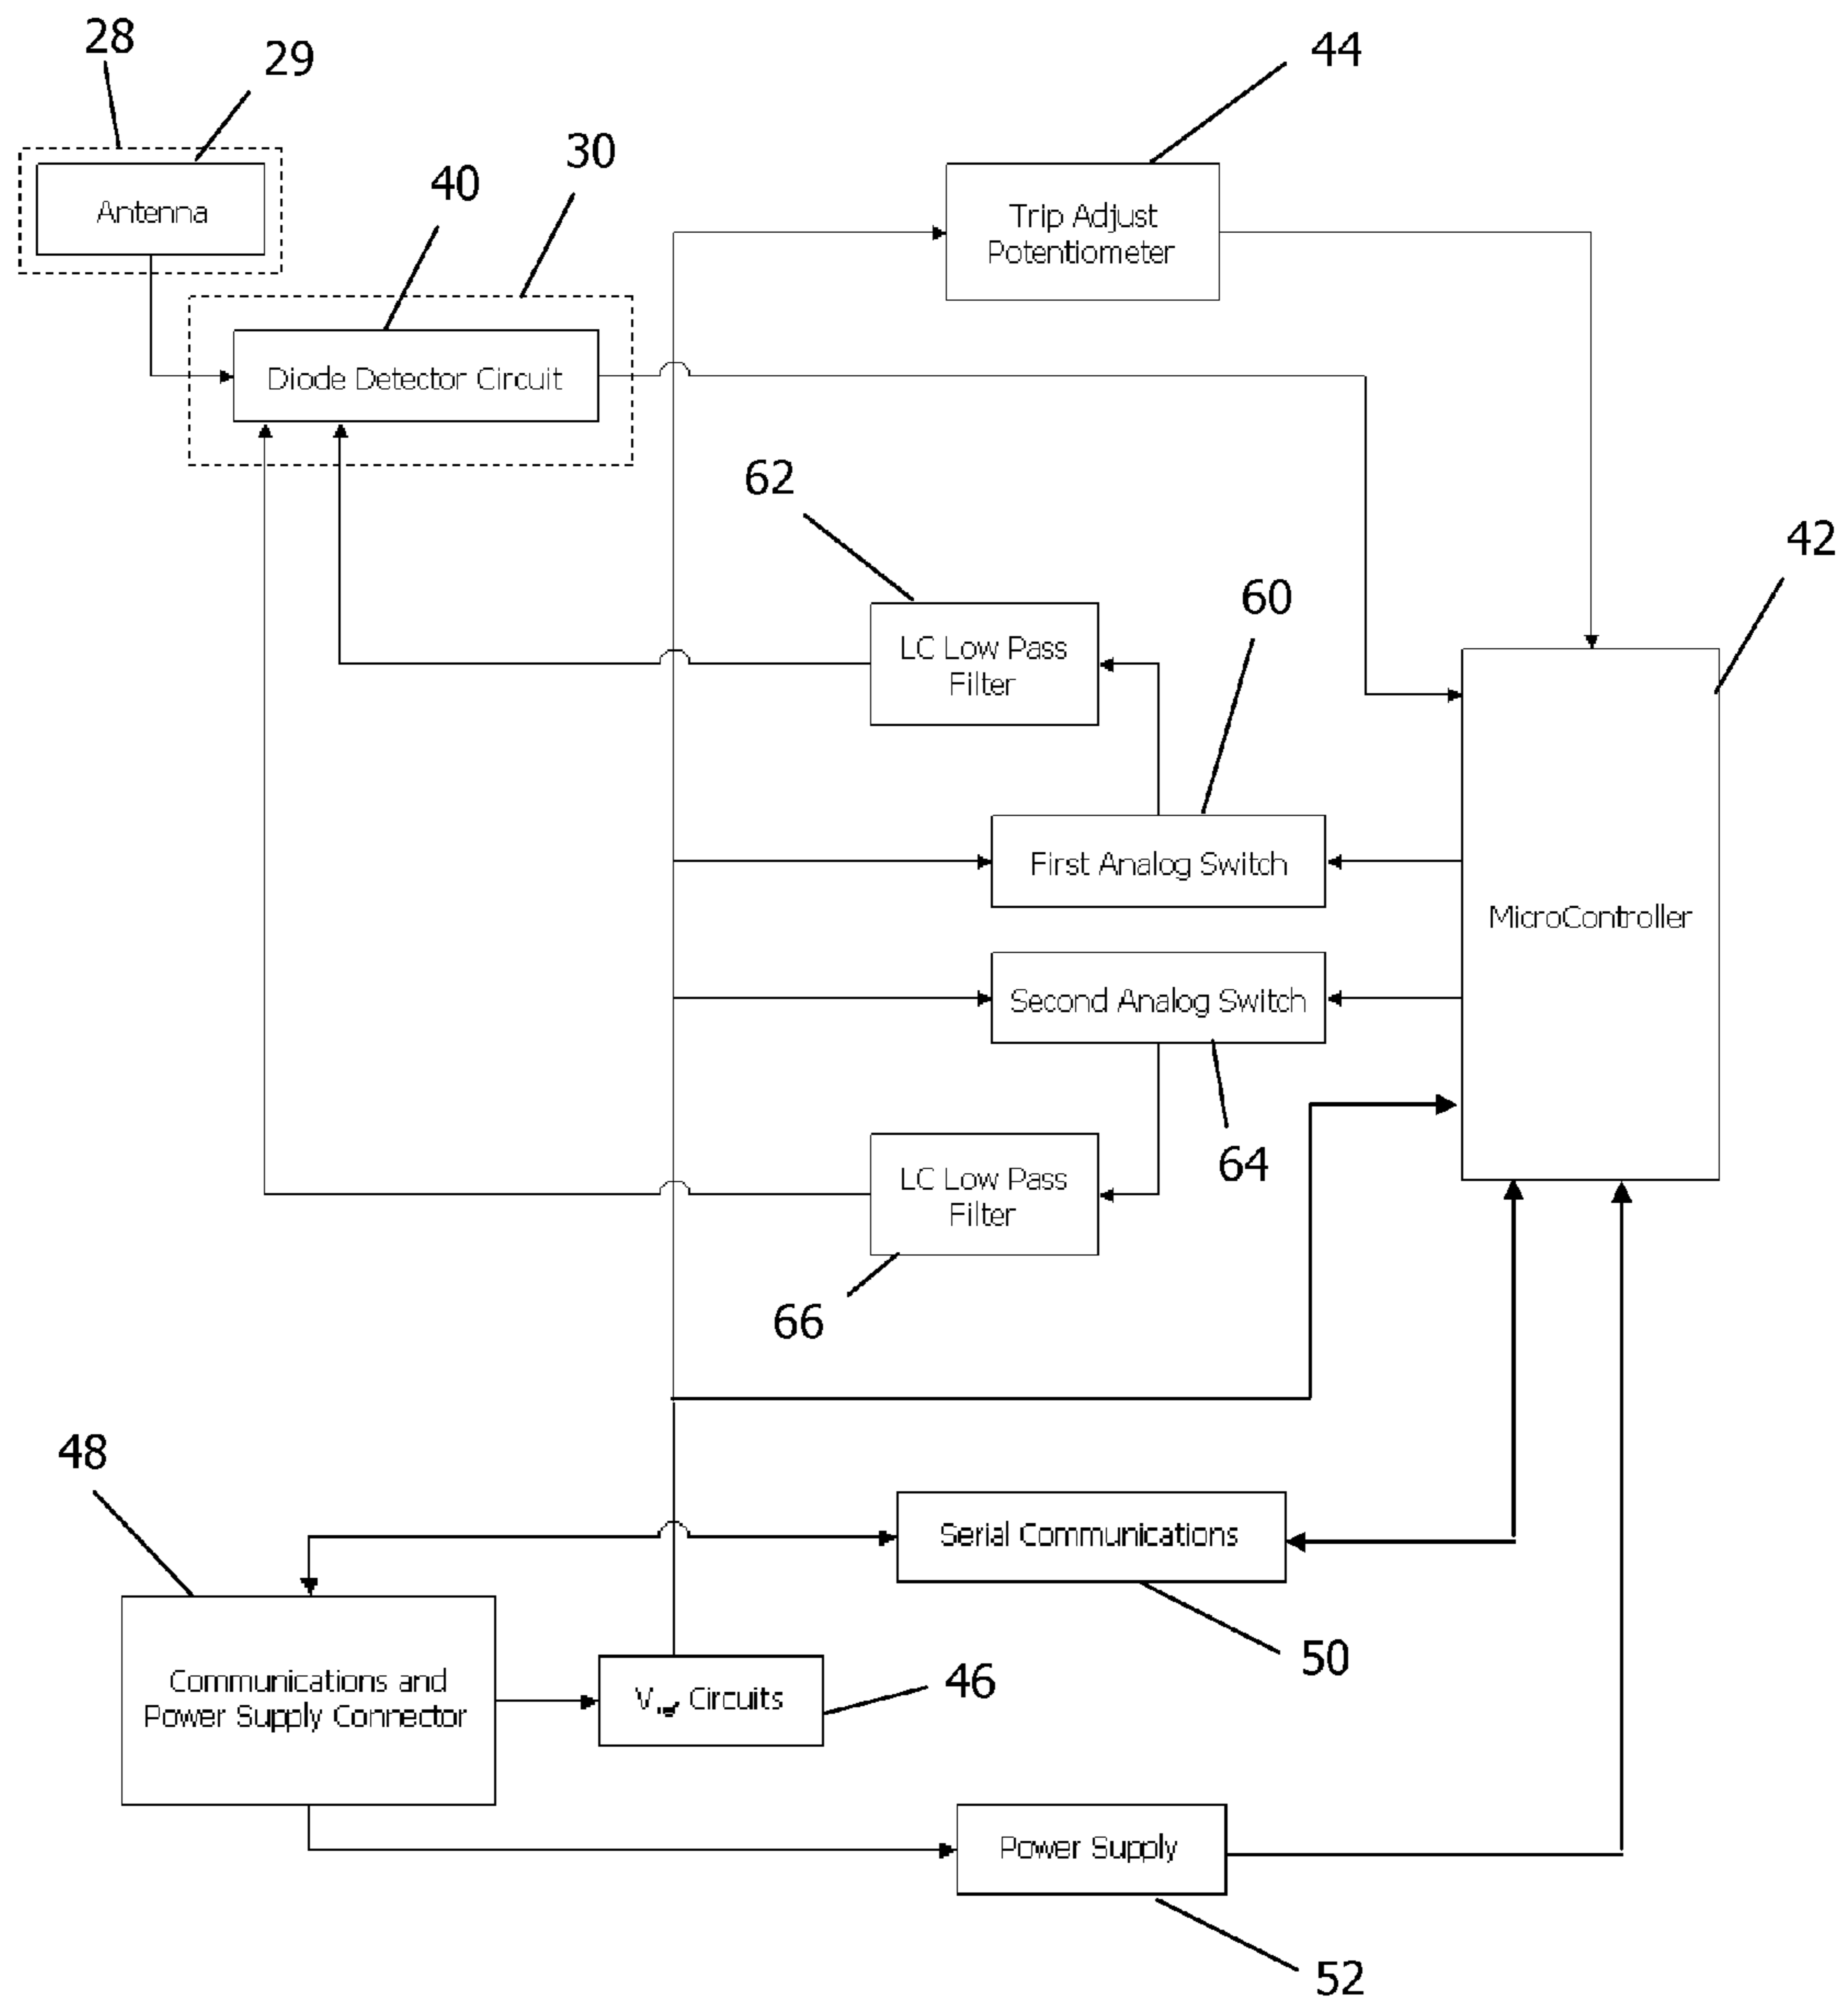 28
29
44
30
40
Antenna
Trip Adjust
Potentiometer
Diode Detector Circuit
62
42
60
LC Low Pass
Filter
First Analog Switch
MicroController
Second Analog Switch
64
LC Low Pass
Filter
66
48
Serial Communications
50
Communications and
Power Supply Connector
V Circuits
46
Power Supply
52